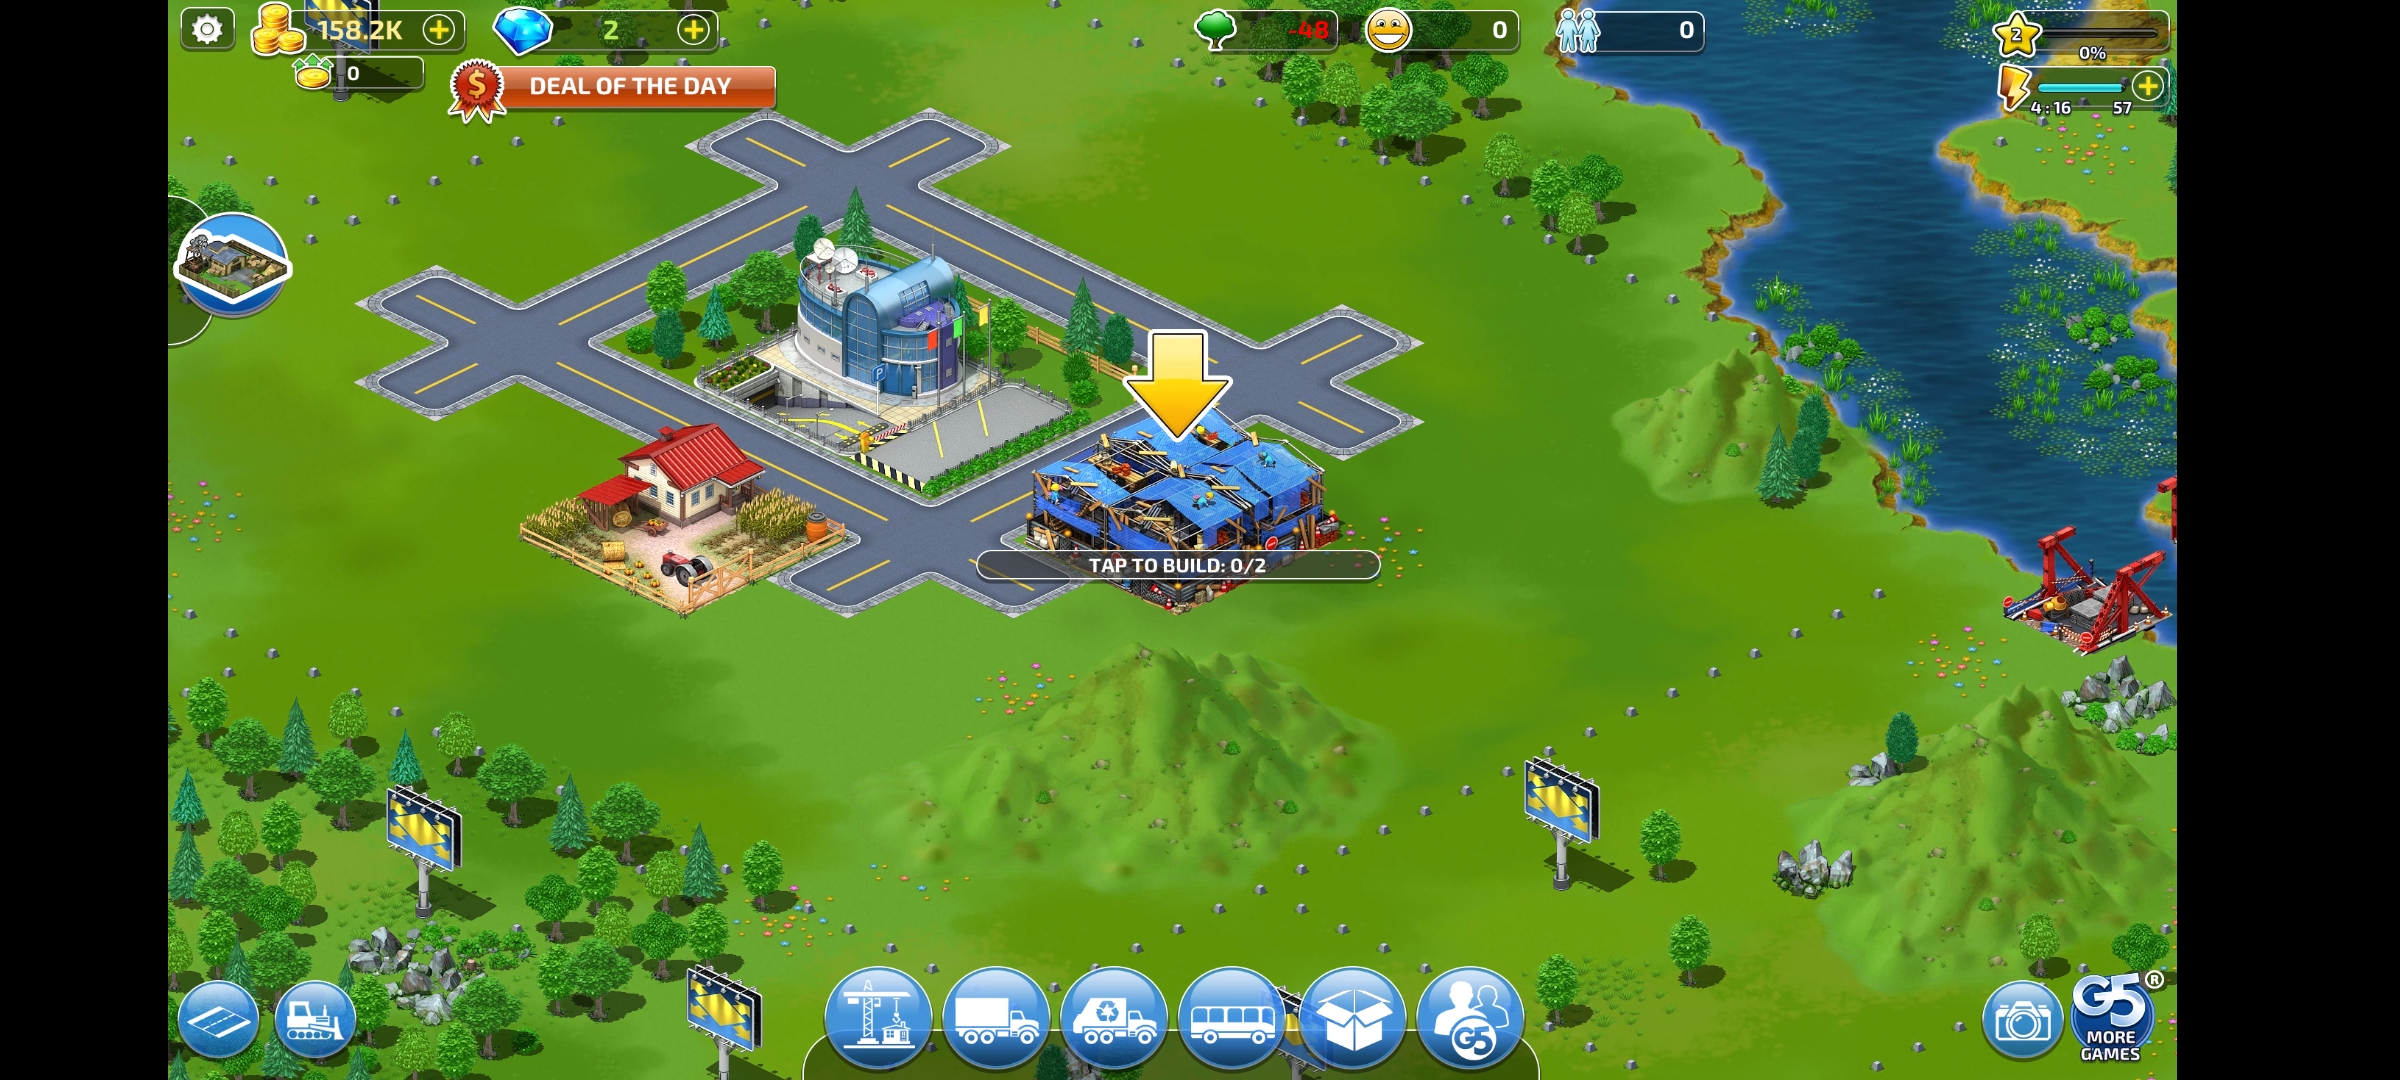 158.2K
2
-48
0
0
2
0%
0
DEAL OF THE DAY
4:16
57
P
TAP TO BUILD: 0/2
A
G5
G5®
MORE
GAMES